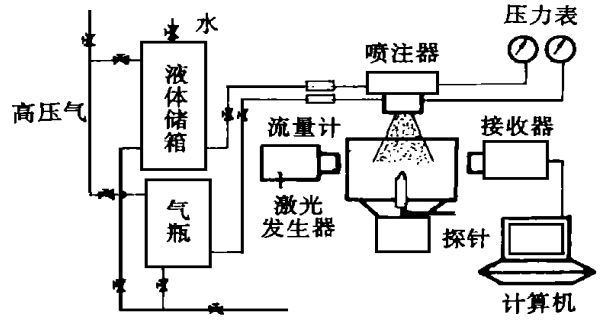 压力表
水
喷注器
液体储箱
高压气
流量计
接收器
气瓶
激光
发生器
探针
计算机